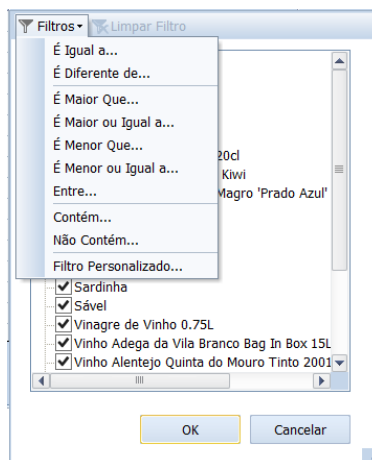 Filtros Limpar Filtro
É Igual a...
É Diferente de...
É Maior Que...
É Maior ou Igual a...
É Menor Que...
20cl
É Menor ou Igual a...
Kiwi
Entre...
Magro 'Prado Azul'
Contém...
Não Contém...
Filtro Personalizado...
Sardinha
Sável
Vinagre de Vinho 0.75L
Vinho Adega da Vila Branco Bag In Box 15L
Vinho Alentejo Quinta do Mouro Tinto 2001
OK Cancelar